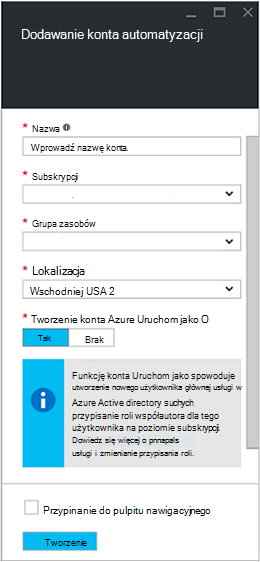 Dodawanie konta automatyzacji
* Nazwa
Wprowadź nazwę konta.
* Subskrypcji
* Grupa zasobów
* Lokalizacja
Wschodniej USA 2
* Tworzenie konta Azure Uruchom jako O
Tak Brak
Funkcję konta Uruchom jako spowoduje
utworzenie nowego użytkownika głównej usługi w
Azure Active directory suchych
przypisanie roli współautora dla tego
użytkownika na poziomie subskrypcji.
Dowiedz się więcej o pnnapals
usługi i zmienianie przypisania roli.
Przypinanie do pulpitu nawigacyjnego
Tworzenie